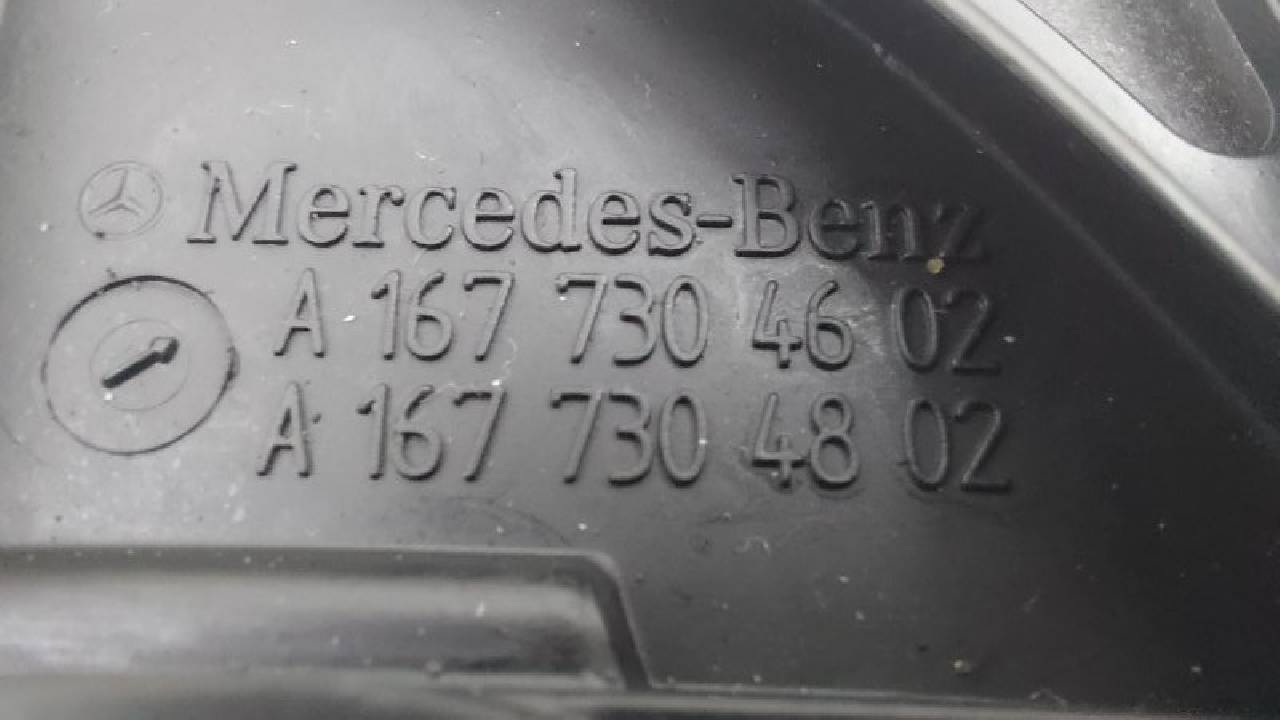 Mercedes-Benz
A 167 730 46 02
A 167 730 48 02